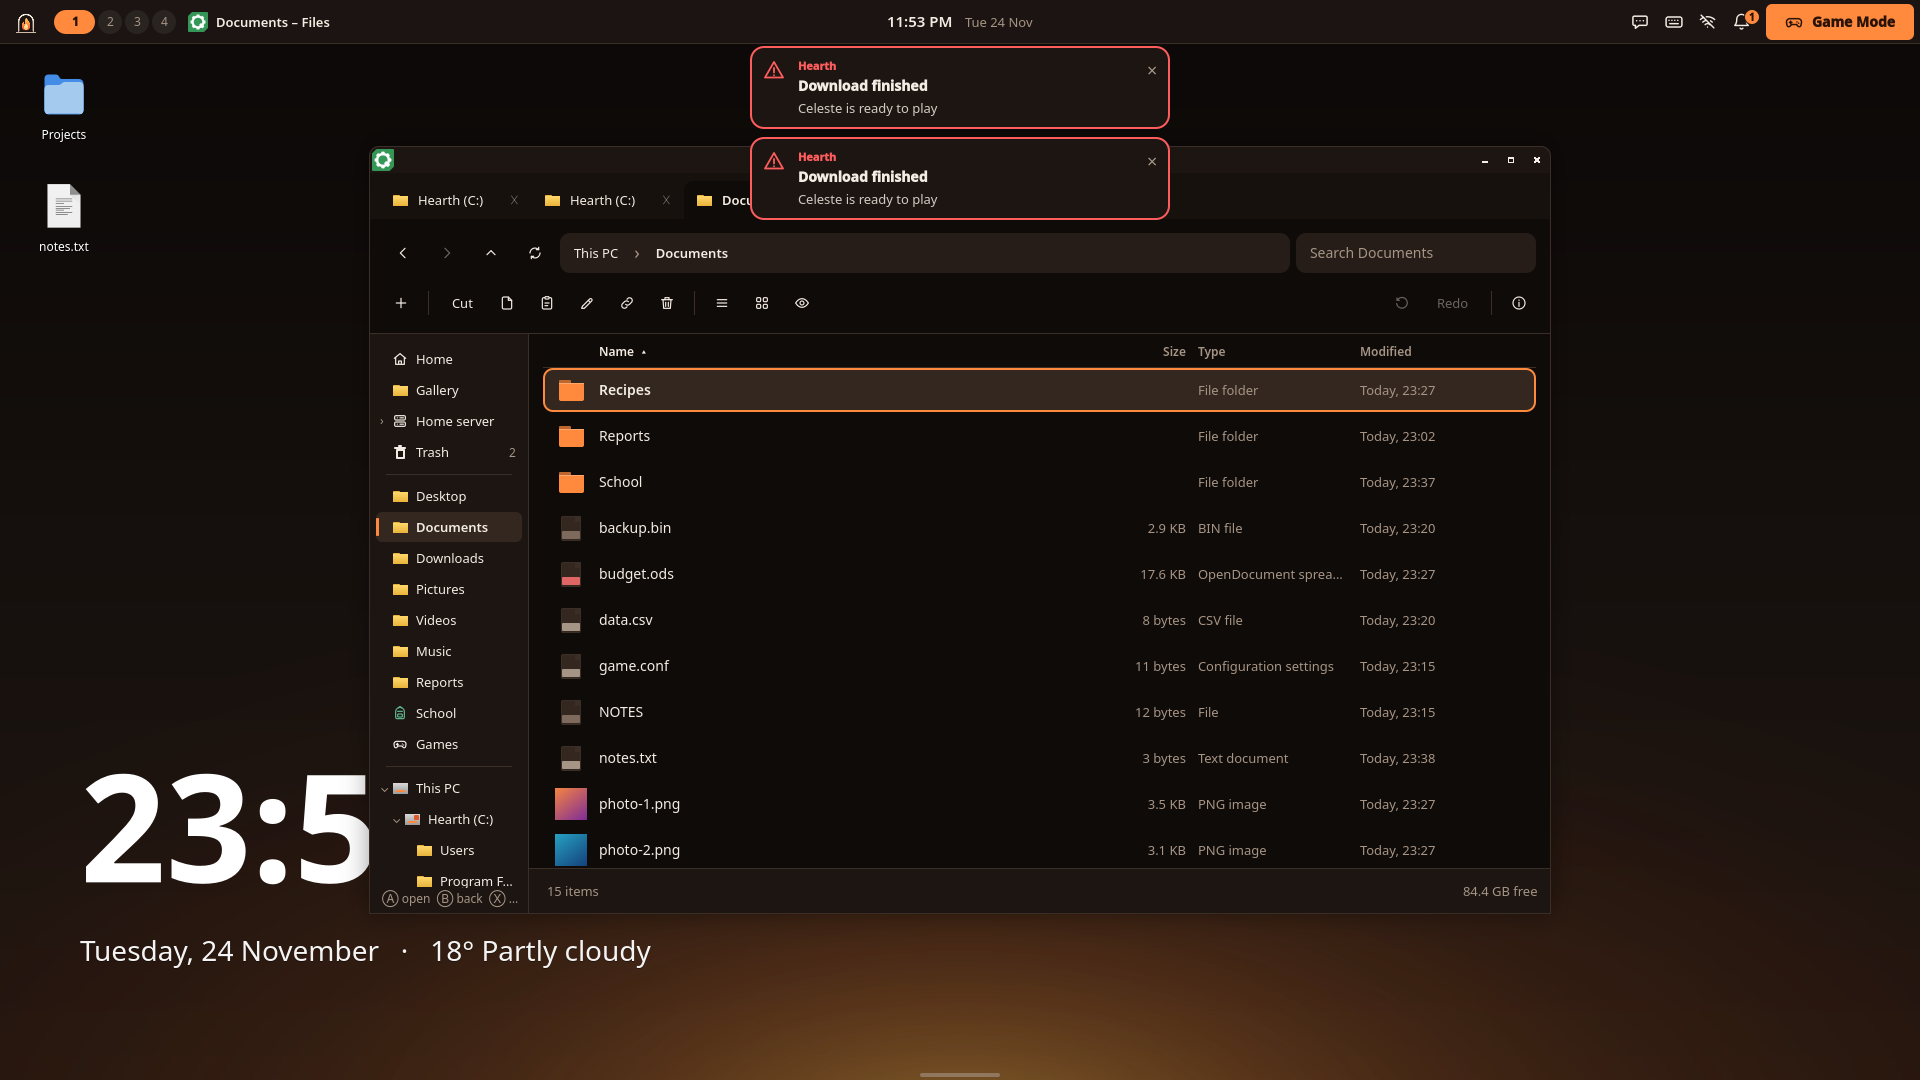 1 2 3 4 Documents – Files 11:53 PM Tue 24 Nov 1 Game Mode
Hearth
Download finished
Celeste is ready to play
Hearth
Download finished
Celeste is ready to play
Projects
notes.txt
Hearth (C:) X Hearth (C:) X Docu
This PC › Documents Search Documents
Cut Redo
Home
Gallery
Home server
Trash 2
Desktop
Documents
Downloads
Pictures
Videos
Music
Reports
School
Games
This PC
Hearth (C:)
Users
Program F...
A open B back X ...
Name Size Type Modified
Recipes File folder Today, 23:27
Reports File folder Today, 23:02
School File folder Today, 23:37
backup.bin 2.9 KB BIN file Today, 23:20
budget.ods 17.6 KB OpenDocument sprea... Today, 23:27
data.csv 8 bytes CSV file Today, 23:20
game.conf 11 bytes Configuration settings Today, 23:15
NOTES 12 bytes File Today, 23:15
notes.txt 3 bytes Text document Today, 23:38
photo-1.png 3.5 KB PNG image Today, 23:27
photo-2.png 3.1 KB PNG image Today, 23:27
15 items 84.4 GB free
23:5
Tuesday, 24 November · 18° Partly cloudy